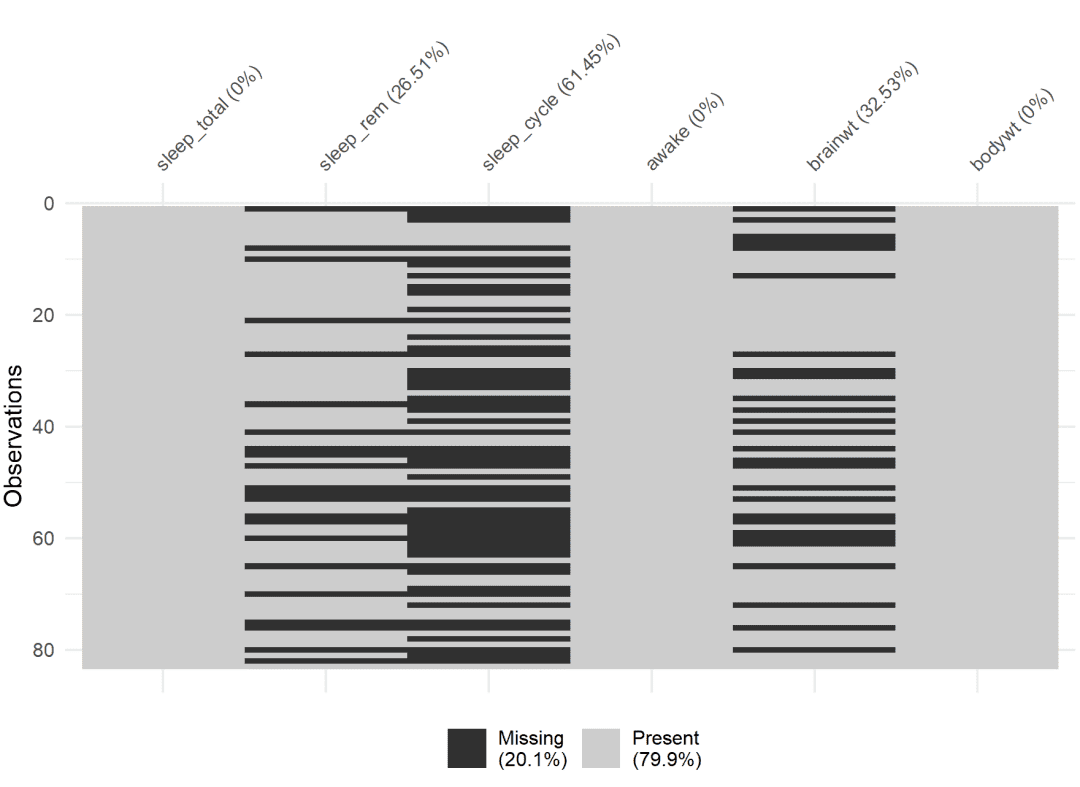 sleep_total (0%)
sleep_rem (26.51%)
sleep_cycle (61.45%)
awake (0%)
brainwt (32.53%)
bodywt (0%)
Observations
0
20
40
60
80
Missing
(20.1%)
Present
(79.9%)